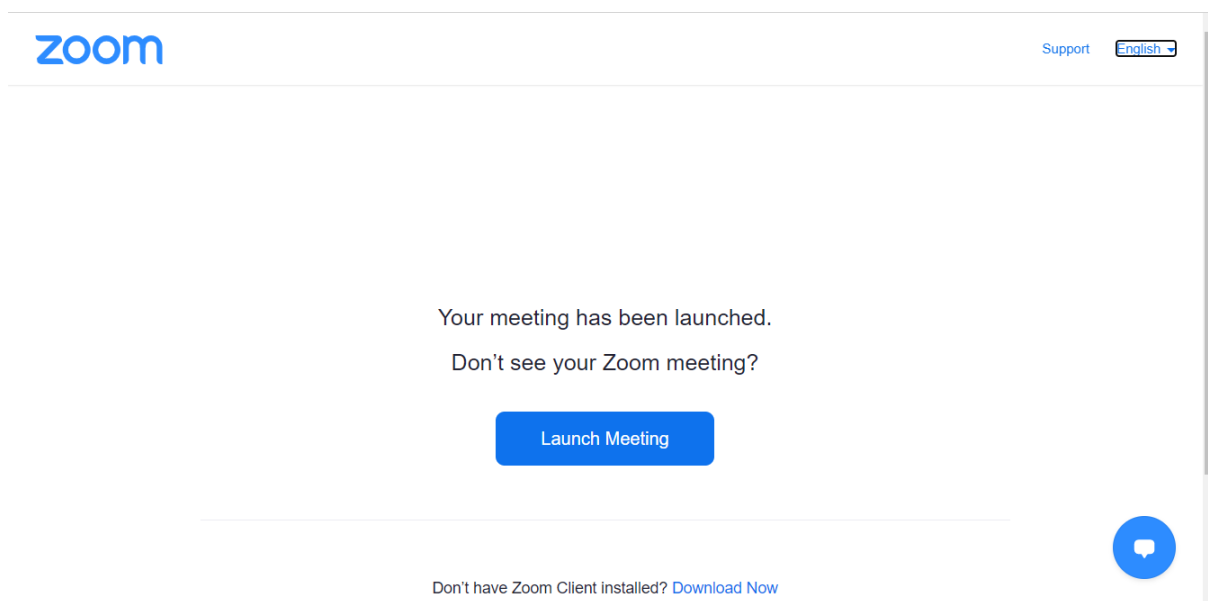 zoom
Support English
Your meeting has been launched.
Don’t see your Zoom meeting?
Launch Meeting
Don’t have Zoom Client installed? Download Now